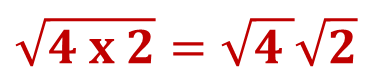 √4 x 2 = √4 √2